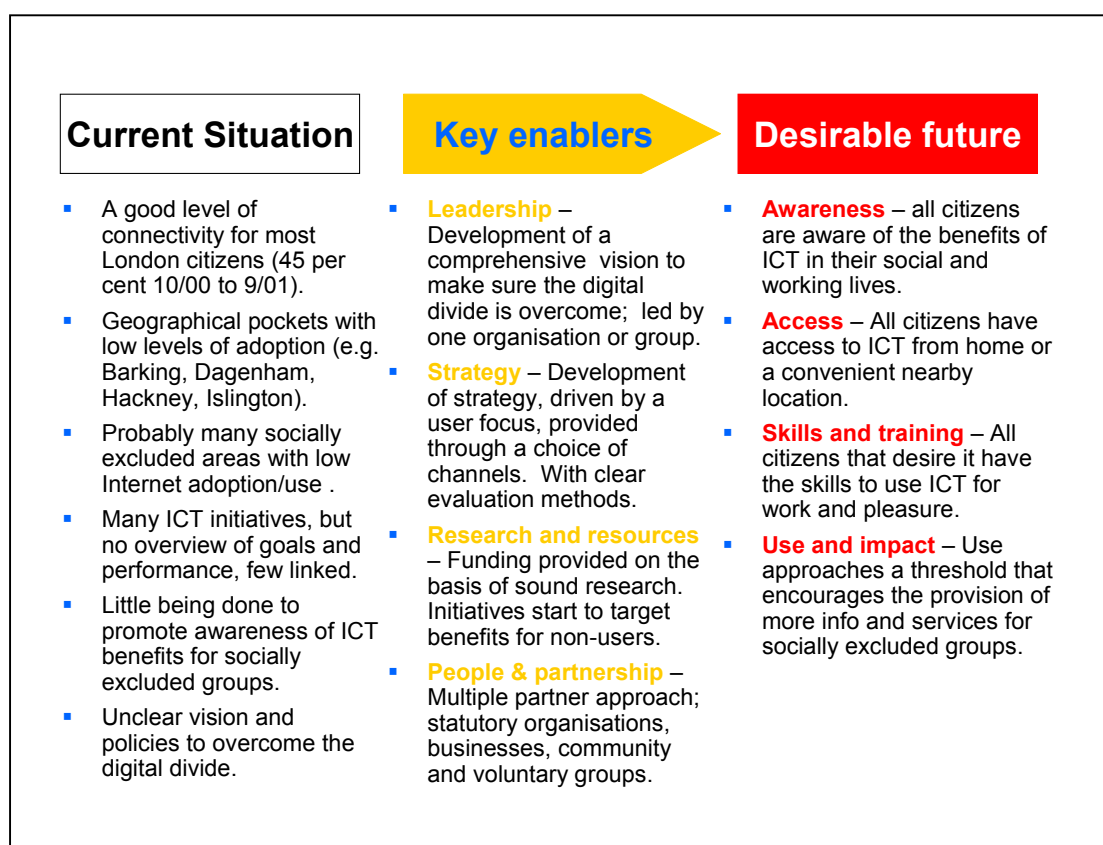 Current Situation
▪ A good level of
connectivity for most
London citizens (45 per
cent 10/00 to 9/01).
▪ Geographical pockets with
low levels of adoption (e.g.
Barking, Dagenham,
Hackney, Islington).
▪ Probably many socially
excluded areas with low
Internet adoption/use .
▪ Many ICT initiatives, but
no overview of goals and
performance, few linked.
▪ Little being done to
promote awareness of ICT
benefits for socially
excluded groups.
▪ Unclear vision and
policies to overcome the
digital divide.
Key enablers
▪ Leadership –
Development of a
comprehensive vision to
make sure the digital
divide is overcome; led by
one organisation or group.
▪ Strategy – Development
of strategy, driven by a
user focus, provided
through a choice of
channels. With clear
evaluation methods.
▪ Research and resources
– Funding provided on the
basis of sound research.
Initiatives start to target
benefits for non-users.
▪ People & partnership –
Multiple partner approach;
statutory organisations,
businesses, community
and voluntary groups.
Desirable future
▪ Awareness – all citizens
are aware of the benefits of
ICT in their social and
working lives.
▪ Access – All citizens have
access to ICT from home or
a convenient nearby
location.
▪ Skills and training – All
citizens that desire it have
the skills to use ICT for
work and pleasure.
▪ Use and impact – Use
approaches a threshold that
encourages the provision of
more info and services for
socially excluded groups.